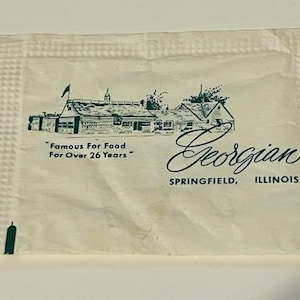 "Famous For Food
For Over 26 Years"
Georgian
SPRINGFIELD, ILLINOIS